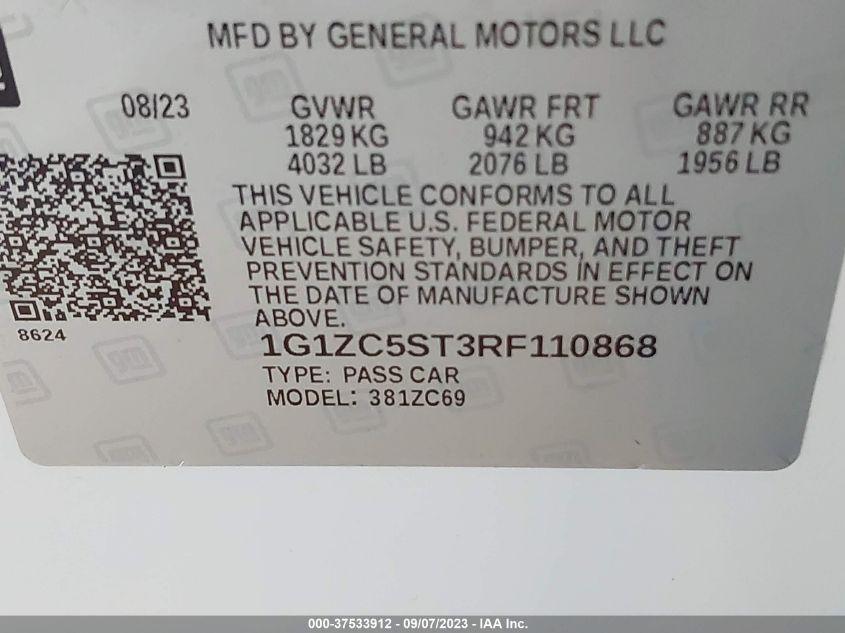 MFD BY GENERAL MOTORS LLC
08/23 GVWR GAWR FRT GAWR RR
1829 KG 942 KG 887 KG
4032 LB 2076 LB 1956 LB
THIS VEHICLE CONFORMS TO ALL
APPLICABLE U.S. FEDERAL MOTOR
VEHICLE SAFETY, BUMPER, AND THEFT
PREVENTION STANDARDS IN EFFECT ON
THE DATE OF MANUFACTURE SHOWN
ABOVE.
8624
1G1ZC5ST3RF110868
TYPE: PASS CAR
MODEL: 381ZC69
000-37533912 - 09/07/2023 - IAA Inc.